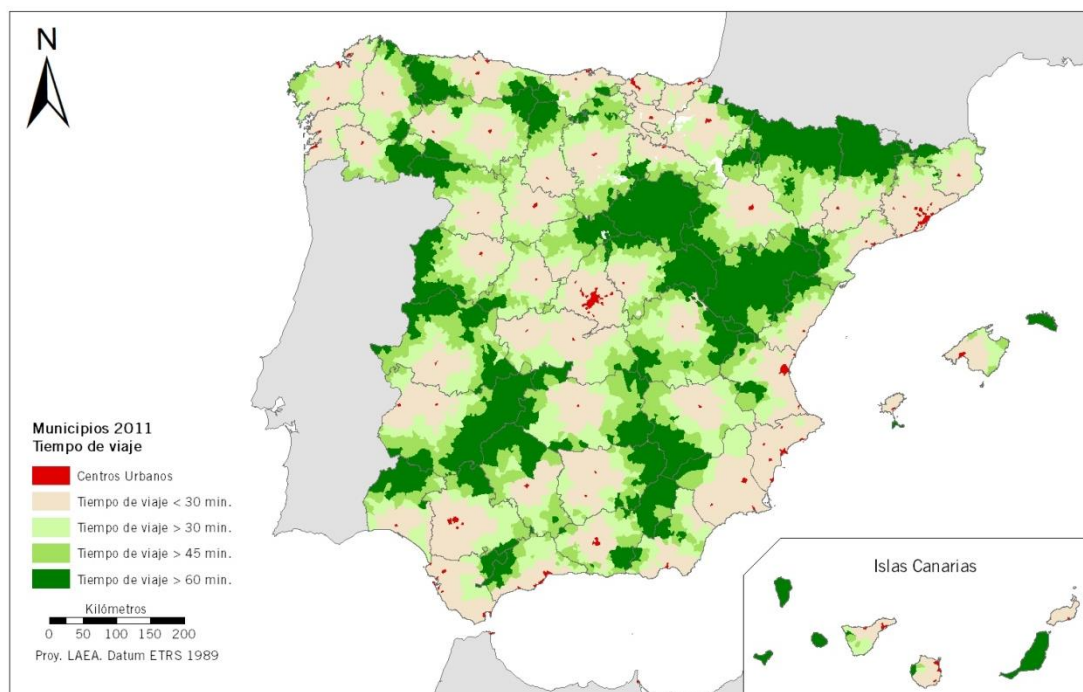 N
Municipios 2011
Tiempo de viaje
Centros Urbanos
Tiempo de viaje < 30 min.
Tiempo de viaje > 30 min.
Tiempo de viaje > 45 min.
Tiempo de viaje > 60 min.
Kilómetros
0 50 100 150 200
Proy. LAEA. Datum ETRS 1989
Islas Canarias